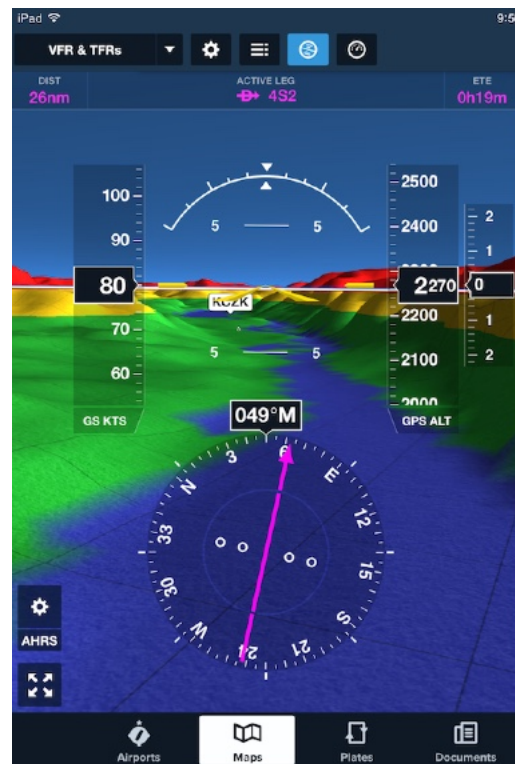 iPad 9:50
VFR & TFRs
DIST ACTIVE LEG ETE
26nm D 4S2 0h19m
100 2500
2
5 5 2400
90 1
80 2270 0
KCZK
70 2200 1
5 5
2100 2
60
2000
GS KTS 049°M GPS ALT
3 6
N E
33 12
30 15
W S
24 21
AHRS
Airports Maps Plates Documents